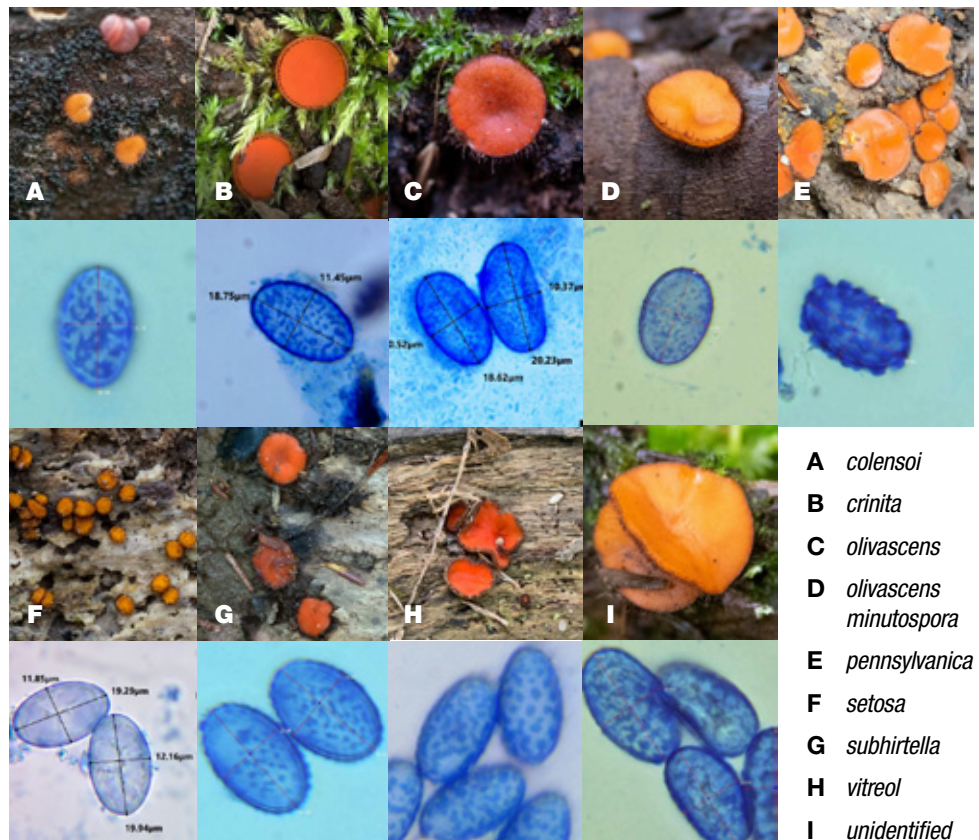 A
B
C
D
E
18.75µm
11.45µm
0.52µm
10.37µm
18.62µm
20.23µm
F
G
H
I
11.85µm
19.29µm
12.16µm
19.94µm
A colensoi
B crinita
C olivascens
D olivascens
minutospora
E pennsylvanica
F setosa
G subhirtella
H vitreol
I unidentified